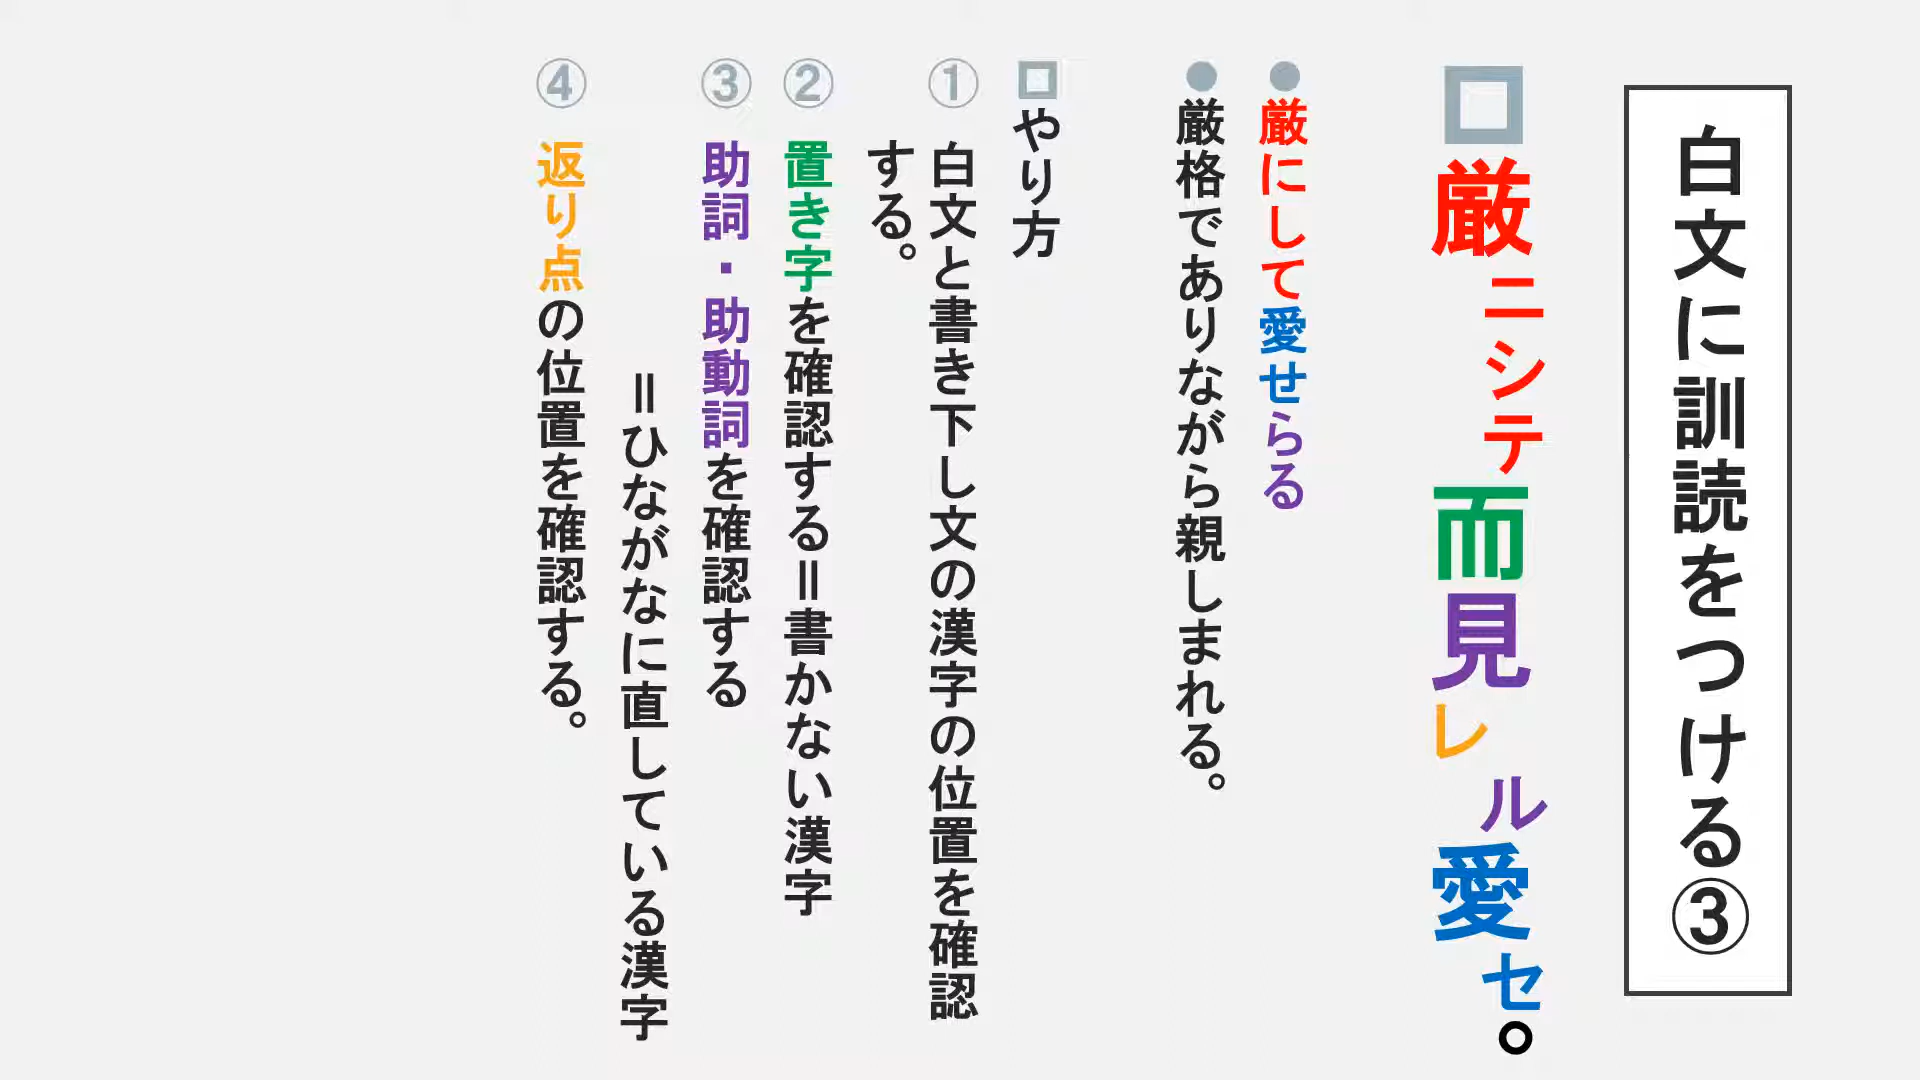 白文に訓読をつける③
□厳ニシテ而見レル愛セ。
●厳にして愛せらる
●厳格でありながら親しまれる。
□やり方
① 白文と書き下し文の漢字の位置を確認
する。
② 置き字を確認する＝書かない漢字
③ 助詞・助動詞を確認する
＝ひながなに直している漢字
④ 返り点の位置を確認する。